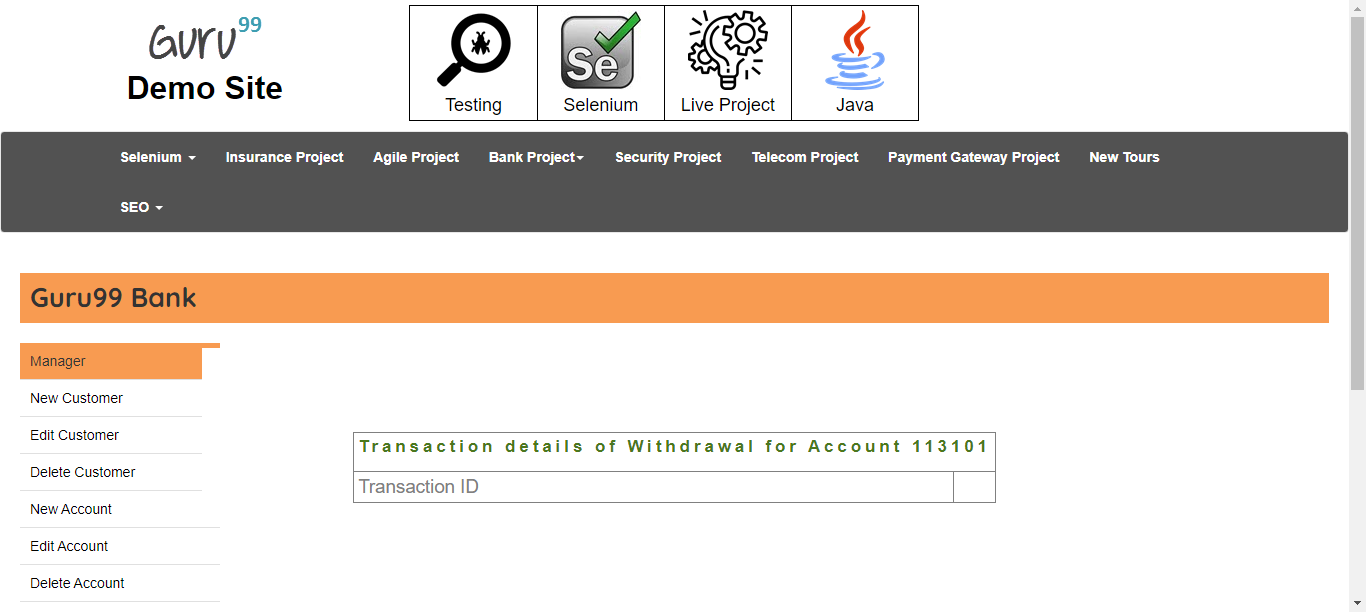 Guru99
Demo Site
Se
Testing
Selenium
Live Project
Java
Selenium
Insurance Project
Agile Project
Bank Project
Security Project
Telecom Project
Payment Gateway Project
New Tours
SEO
Guru99 Bank
Manager
New Customer
Edit Customer
Delete Customer
New Account
Edit Account
Delete Account
Transaction details of Withdrawal for Account 113101
Transaction ID